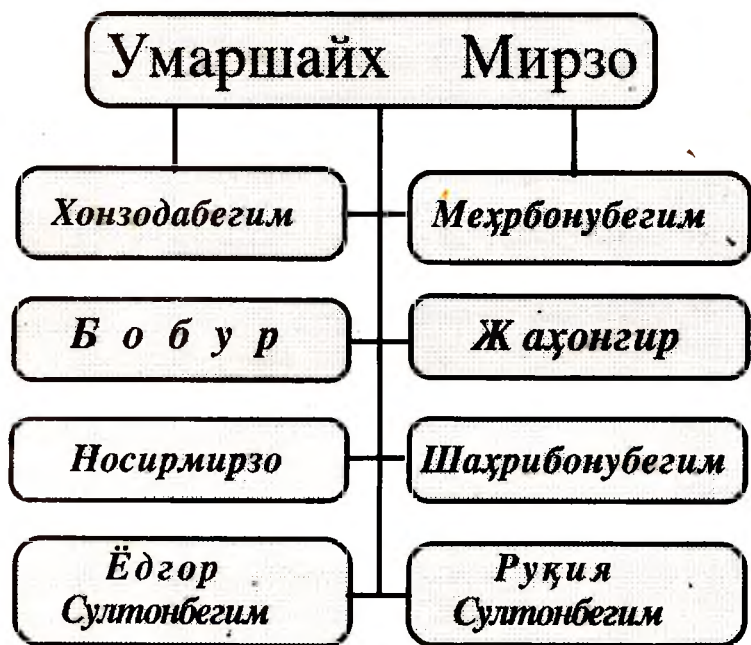 Умаршайх Мирзо
Хонзодабегим
Меҳрбонубегим
Б о б у р
Ж аҳонгир
Носирмирзо
Шаҳрибонубегим
Ёдгор
Султонбегим
Руқия
Султонбегим